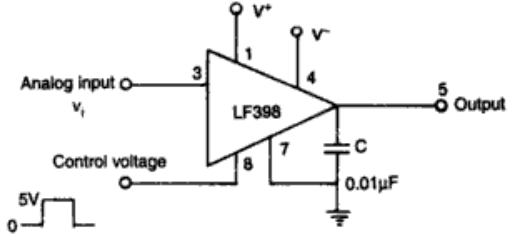 V⁺
V⁻
1
4
3
Analog input
vᵢ
LF398
5
Output
8
7
C
Control voltage
0.01μF
5V
0